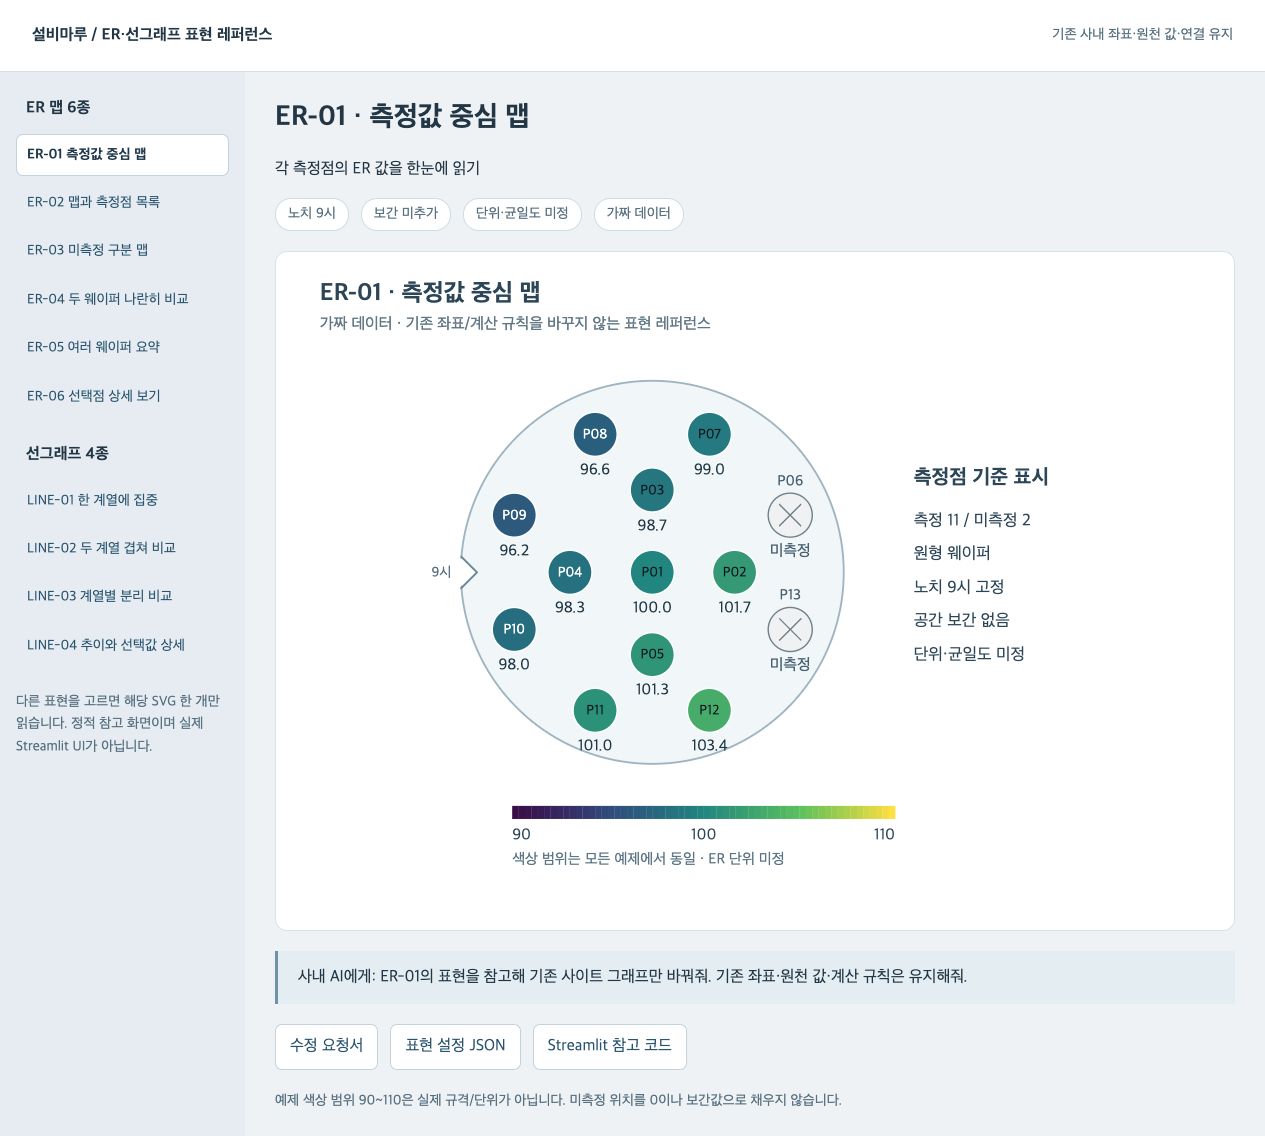 설비마루 / ER·선그래프 표현 레퍼런스
기존 사내 좌표·원천 값·연결 유지
ER 맵 6종
ER-01 측정값 중심 맵
ER-02 맵과 측정점 목록
ER-03 미측정 구분 맵
ER-04 두 웨이퍼 나란히 비교
ER-05 여러 웨이퍼 요약
ER-06 선택점 상세 보기
선그래프 4종
LINE-01 한 계열에 집중
LINE-02 두 계열 겹쳐 비교
LINE-03 계열별 분리 비교
LINE-04 추이와 선택값 상세
다른 표현을 고르면 해당 SVG 한 개만
읽습니다. 정적 참고 화면이며 실제
Streamlit UI가 아닙니다.
ER-01 · 측정값 중심 맵
각 측정점의 ER 값을 한눈에 읽기
노치 9시
보간 미추가
단위·균일도 미정
가짜 데이터
ER-01 · 측정값 중심 맵
가짜 데이터 · 기존 좌표/계산 규칙을 바꾸지 않는 표현 레퍼런스
P08
96.6
P07
99.0
P03
98.7
P06
미측정
P09
96.2
9시
P04
98.3
P01
100.0
P02
101.7
P13
미측정
P10
98.0
P05
101.3
P11
101.0
P12
103.4
측정점 기준 표시
측정 11 / 미측정 2
원형 웨이퍼
노치 9시 고정
공간 보간 없음
단위·균일도 미정
90
100
110
색상 범위는 모든 예제에서 동일 · ER 단위 미정
사내 AI에게: ER-01의 표현을 참고해 기존 사이트 그래프만 바꿔줘. 기존 좌표·원천 값·계산 규칙은 유지해줘.
수정 요청서
표현 설정 JSON
Streamlit 참고 코드
예제 색상 범위 90~110은 실제 규격/단위가 아닙니다. 미측정 위치를 0이나 보간값으로 채우지 않습니다.